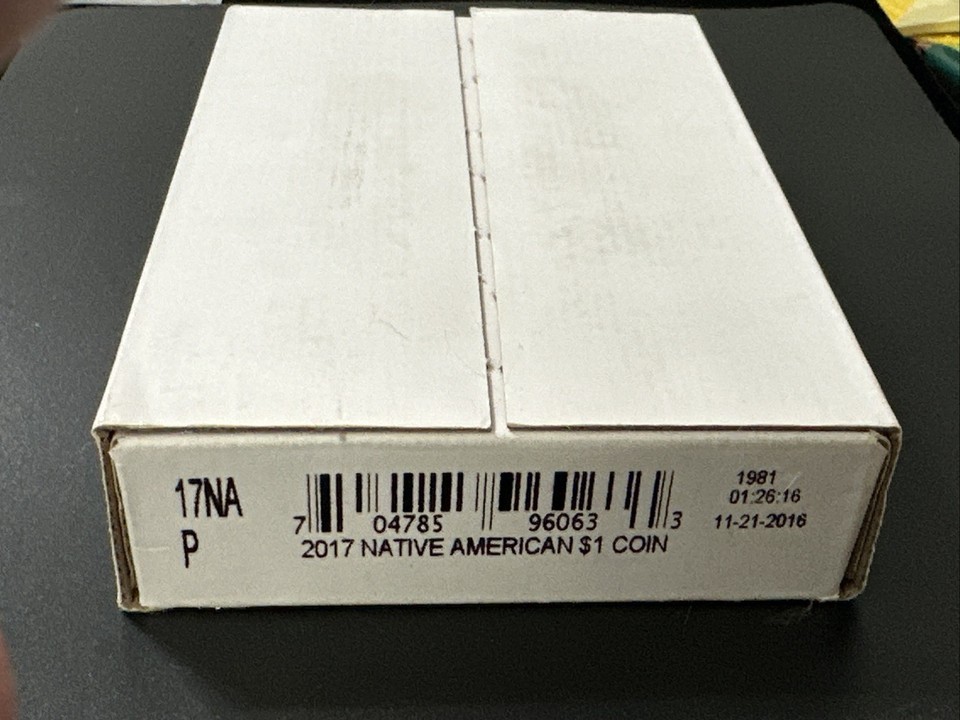 17NA
P
7 04785 96063 3
2017 NATIVE AMERICAN $1 COIN
1981
01:26:16
11-21-2016